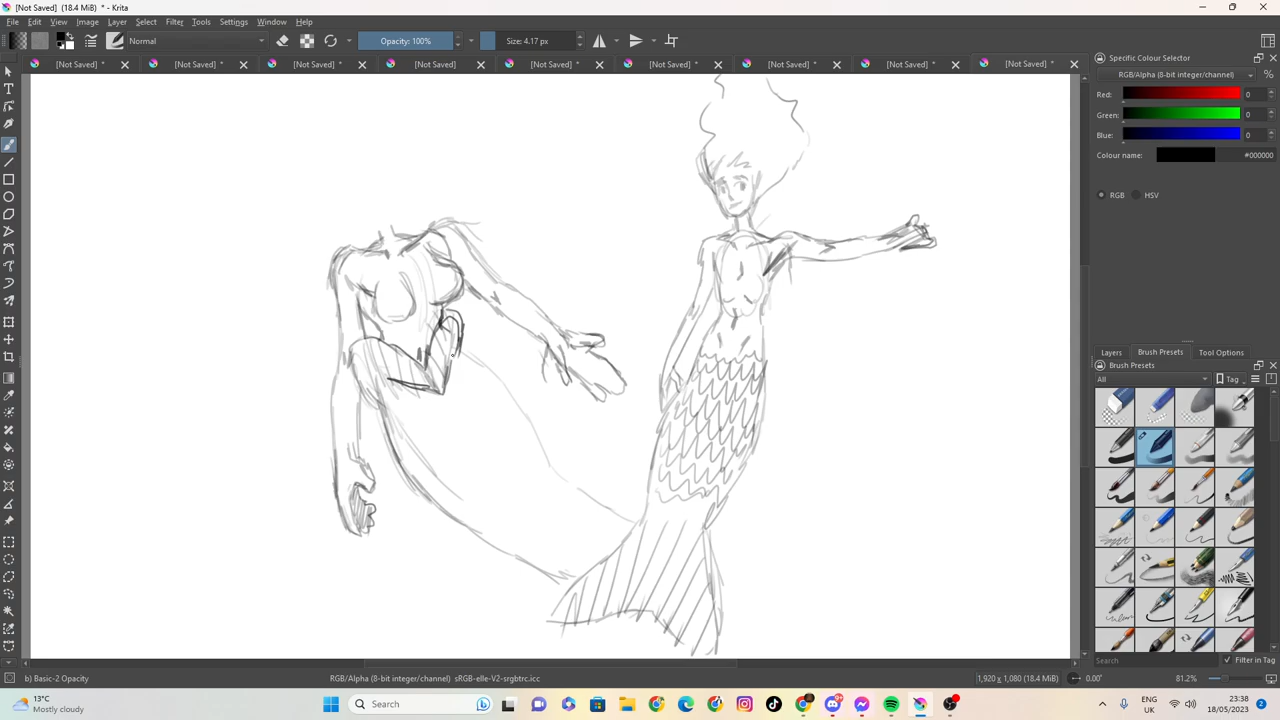 [Not Saved] (18.4 MiB) * - Krita
File Edit View Image Layer Select Filter Tools Settings Window Help
Normal Opacity: 100% Size: 4.17 px
[Not Saved] * [Not Saved] * [Not Saved] * [Not Saved] [Not Saved] * [Not Saved] * [Not Saved] * [Not Saved] * [Not Saved] *
Specific Colour Selector
RGB/Alpha (8-bit integer/channel) %
Red: 0
Green: 0
Blue: 0
Colour name: #000000
RGB HSV
Layers Brush Presets Tool Options
Brush Presets
All Tag
Search Filter in Tag
b) Basic-2 Opacity RGB/Alpha (8-bit integer/channel) sRGB-elle-V2-srgbtrc.icc 1,920 x 1,080 (18.4 MiB) 0.00° 81.2%
13°C
Mostly cloudy
Search
ENG
UK
23:38
18/05/2023